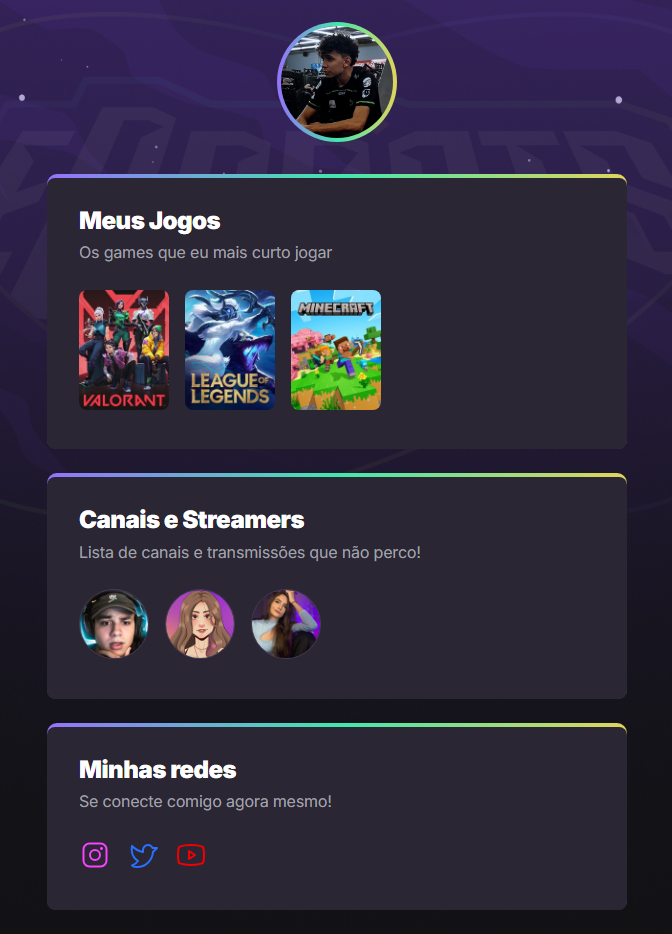 Meus Jogos
Os games que eu mais curto jogar
VALORANT
LEAGUE OF
LEGENDS
MINECRAFT
Canais e Streamers
Lista de canais e transmissões que não perco!
Minhas redes
Se conecte comigo agora mesmo!